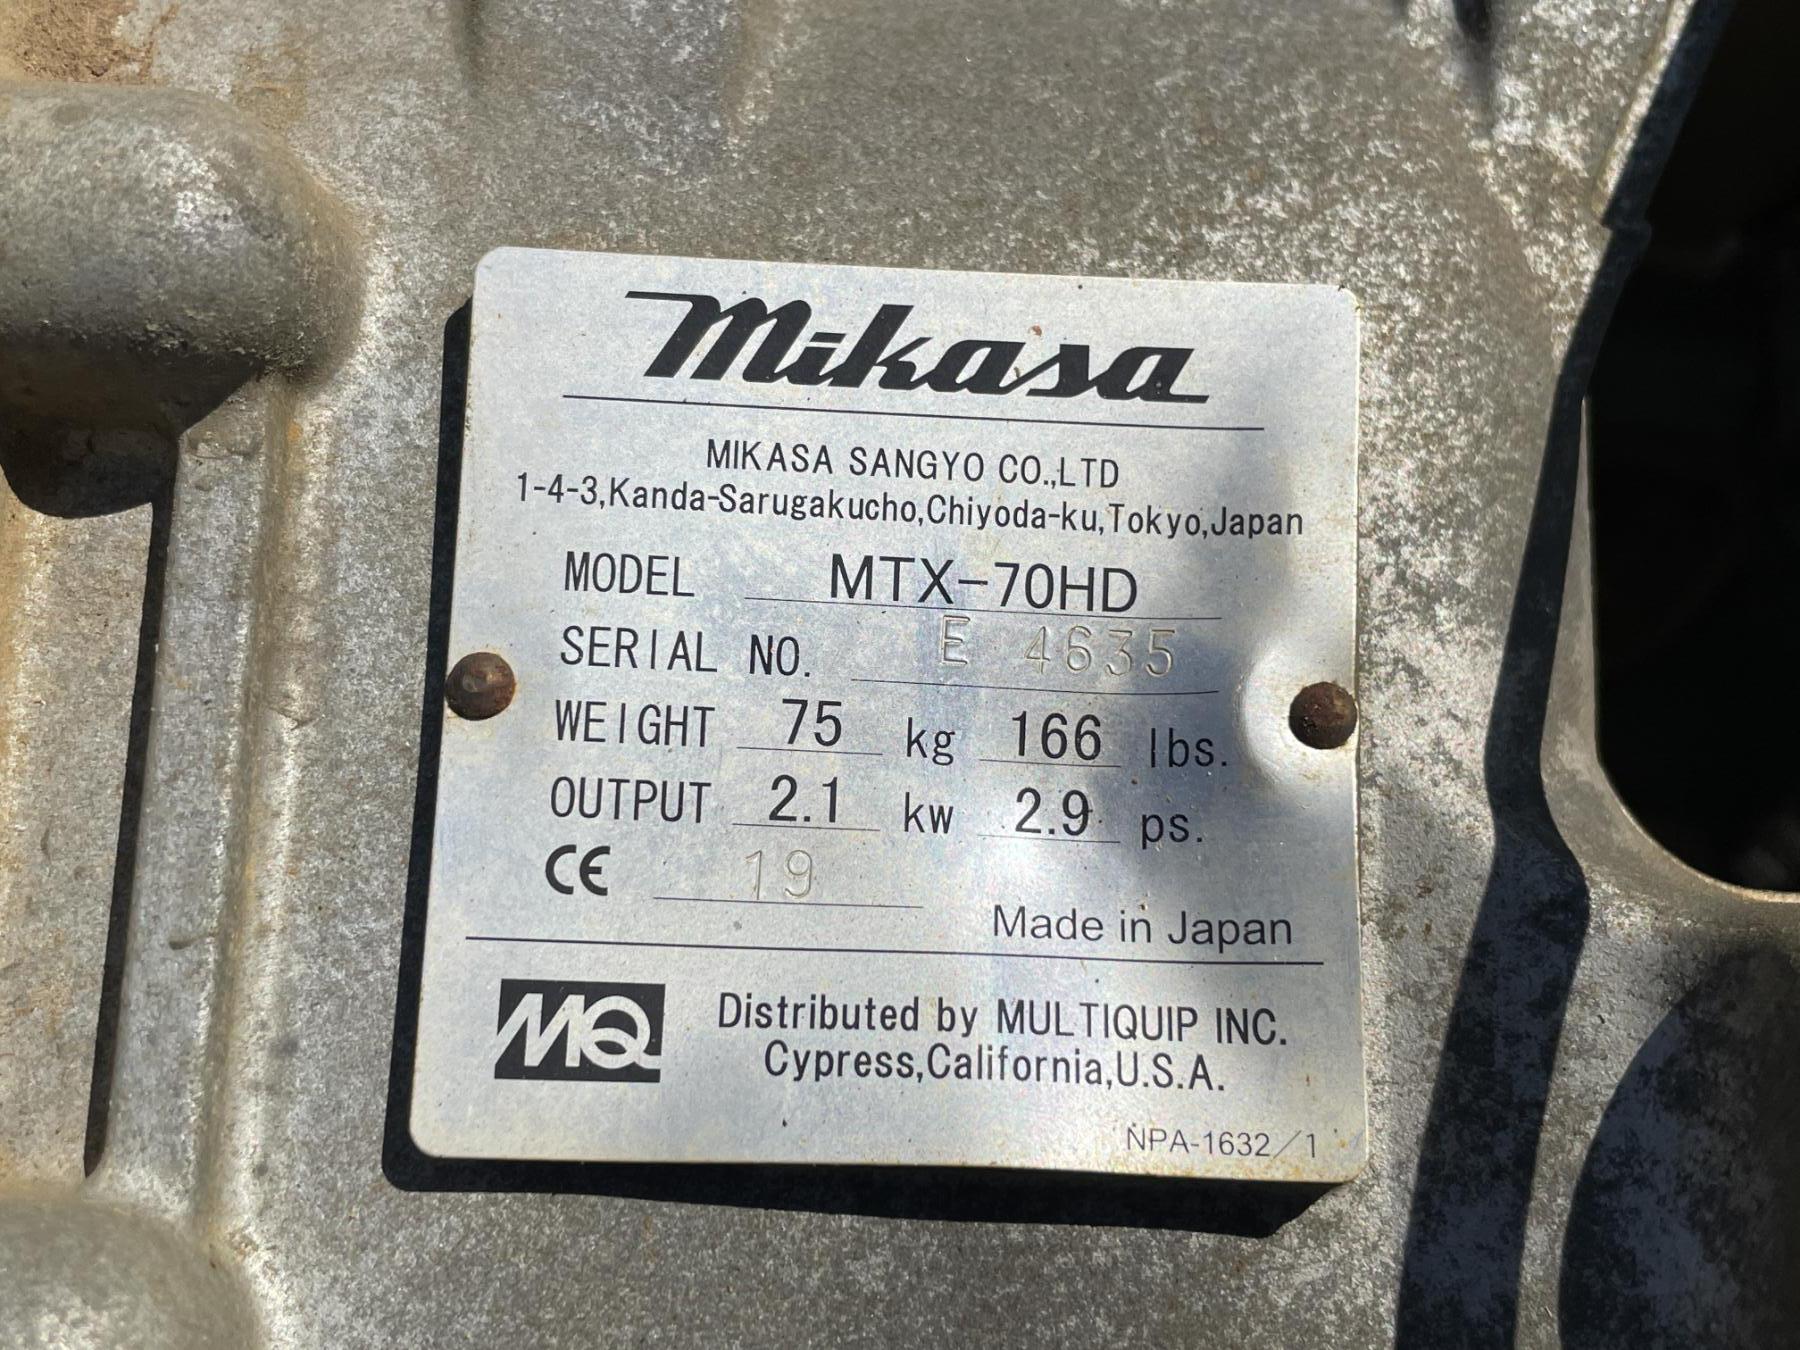 mikasa
MIKASA SANGYO CO.,LTD
1-4-3,Kanda-Sarugakucho,Chiyoda-ku,Tokyo,Japan
MODEL MTX-70HD
SERIAL NO. E 4635
WEIGHT 75 kg 166 lbs.
OUTPUT 2.1 kw 2.9 ps.
CE 19
Made in Japan
MQ Distributed by MULTIQUIP INC.
Cypress,California,U.S.A.
NPA-1632/1